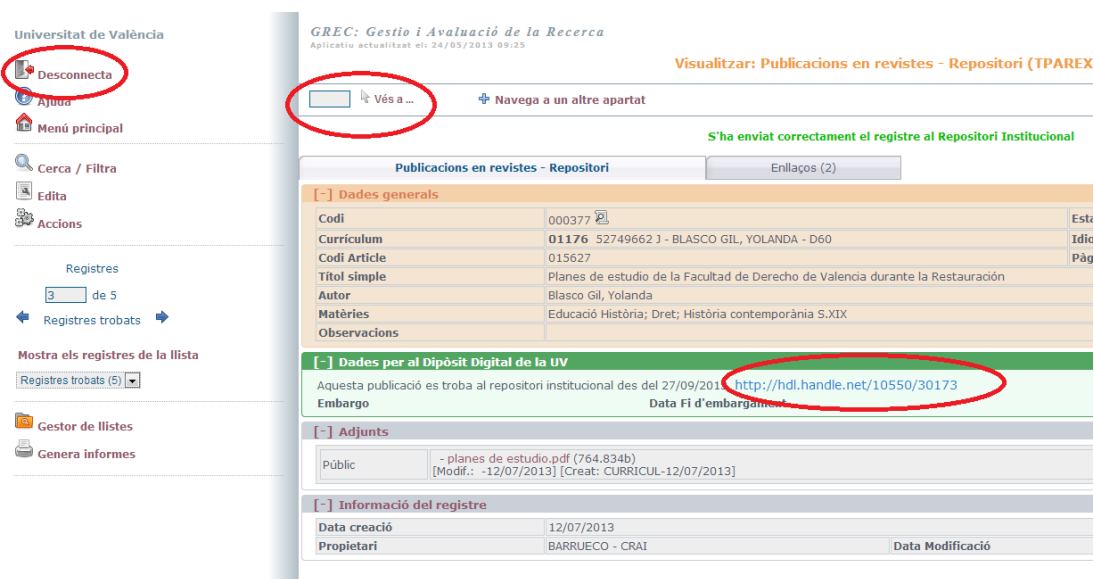 Universitat de València
Desconnecta
Ajuda
Menú principal
Cerca / Filtra
Edita
Accions
Registres
3 de 5
Registres trobats
Mostra els registres de la llista
Registres trobats (5)
Gestor de llistes
Genera informes
GREC: Gestio i Avaluació de la Recerca
Aplicatiu actualitzat el: 24/05/2013 09:25
Visualitzar: Publicacions en revistes - Repositori (TPAREX
Vés a ... Navega a un altre apartat
S'ha enviat correctament el registre al Repositori Institucional
Publicacions en revistes - Repositori Enllaços (2)
[-] Dades generals
Codi 000377 Esta
Currículum 01176 52749662 J - BLASCO GIL, YOLANDA - D60 Idio
Codi Article 015627 Pàg
Títol simple Planes de estudio de la Facultad de Derecho de Valencia durante la Restauración
Autor Blasco Gil, Yolanda
Matèries Educació Història; Dret; Història contemporània S.XIX
Observacions
[-] Dades per al Dipòsit Digital de la UV
Aquesta publicació es troba al repositori institucional des del 27/09/201 http://hdl.handle.net/10550/30173
Embargo Data Fi d'embargament
[-] Adjunts
Públic - planes de estudio.pdf (764.834b)
[Modif.: -12/07/2013] [Creat: CURRICUL-12/07/2013]
[-] Informació del registre
Data creació 12/07/2013
Propietari BARRUECO - CRAI Data Modificació